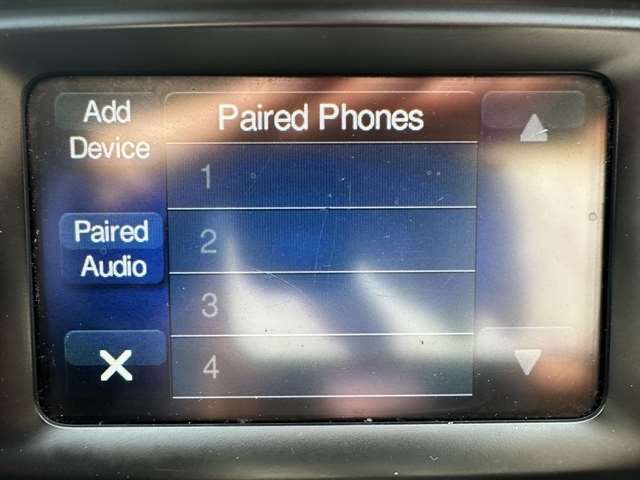 Add
Device
Paired Phones
1
Paired
Audio
2
3
4